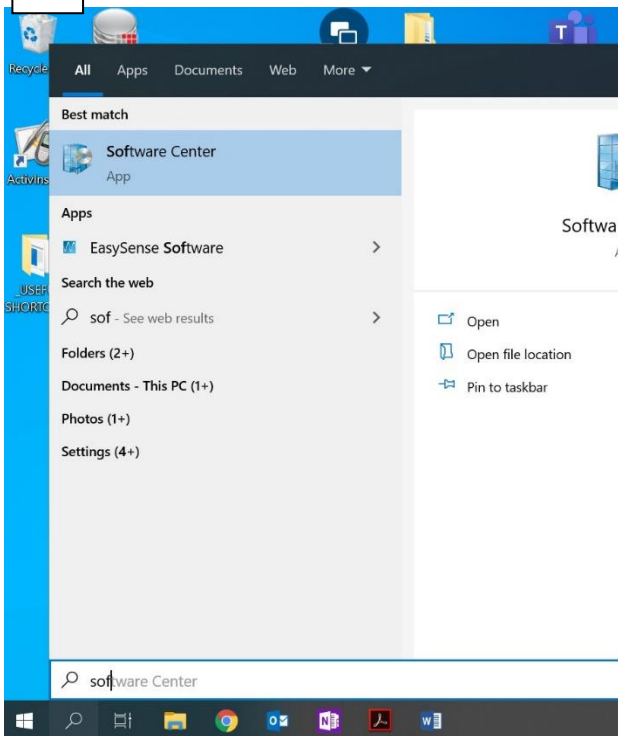 T
Recycle
All Apps Documents Web More
Best match
Software Center
App
Apps
EasySense Software
Search the web
sof - See web results
Folders (2+)
Documents - This PC (1+)
Photos (1+)
Settings (4+)
ActivIns
_USEF
SHORTC
Softwa
Open
Open file location
Pin to taskbar
software Center